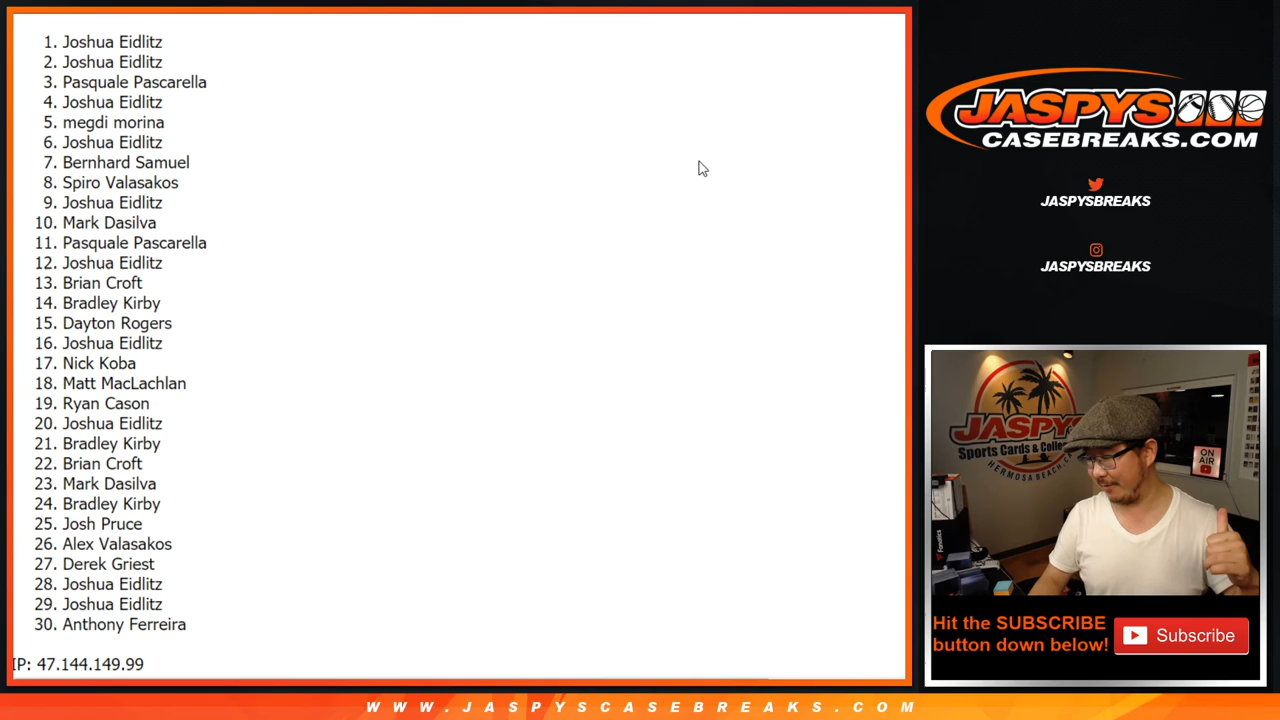 1. Joshua Eidlitz
2. Joshua Eidlitz
3. Pasquale Pascarella
4. Joshua Eidlitz
5. megdi morina
6. Joshua Eidlitz
7. Bernhard Samuel
8. Spiro Valasakos
9. Joshua Eidlitz
10. Mark Dasilva
11. Pasquale Pascarella
12. Joshua Eidlitz
13. Brian Croft
14. Bradley Kirby
15. Dayton Rogers
16. Joshua Eidlitz
17. Nick Koba
18. Matt MacLachlan
19. Ryan Cason
20. Joshua Eidlitz
21. Bradley Kirby
22. Brian Croft
23. Mark Dasilva
24. Bradley Kirby
25. Josh Pruce
26. Alex Valasakos
27. Derek Griest
28. Joshua Eidlitz
29. Joshua Eidlitz
30. Anthony Ferreira
IP: 47.144.149.99
JASPYS
CASEBREAKS.COM
JASPYSBREAKS
JASPYSBREAKS
JASPYS
Sports Cards &
HERMOSA BEACH, CA
ON
AIR
Fanatics
Hit the SUBSCRIBE
button down below!
Subscribe
WWW.JASPYSCASEBREAKS.COM